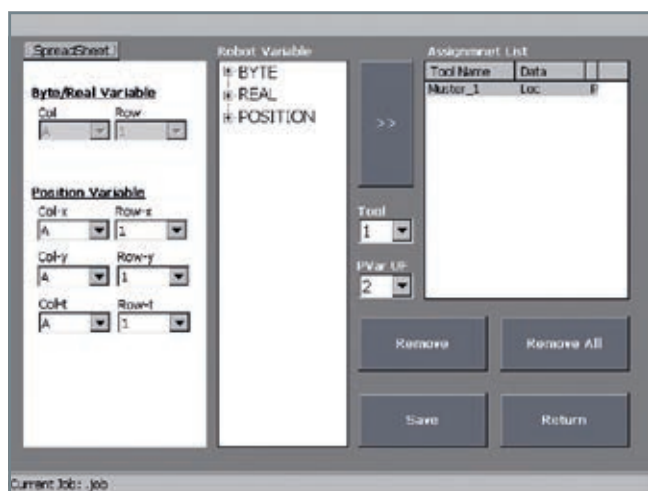 SpreadSheet
Byte/Real Variable
Col Row
A 1
Position Variable
Col-x Row-x
A 1
Col-y Row-y
A 1
Col-t Row-t
A 1
Robot Variable
BYTE
REAL
POSITION
>>
Tool
1
PVar UF
2
Assignmnet List
Tool Name Data
Muster_1 Loc P
Remove Remove All
Save Return
Current Job: .job